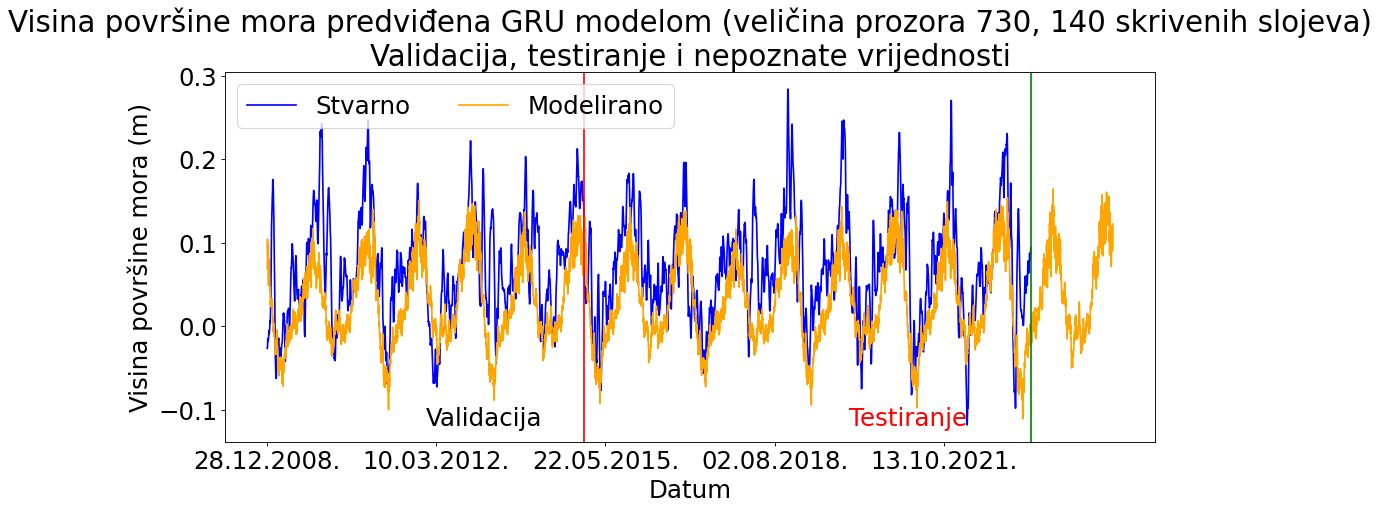 Visina površine mora predviđena GRU modelom (veličina prozora 730, 140 skrivenih slojeva)
Validacija, testiranje i nepoznate vrijednosti
Stvarno
Modelirano
Visina površine mora (m)
0.3
0.2
0.1
0.0
−0.1
Validacija
Testiranje
28.12.2008.
10.03.2012.
22.05.2015.
02.08.2018.
13.10.2021.
Datum